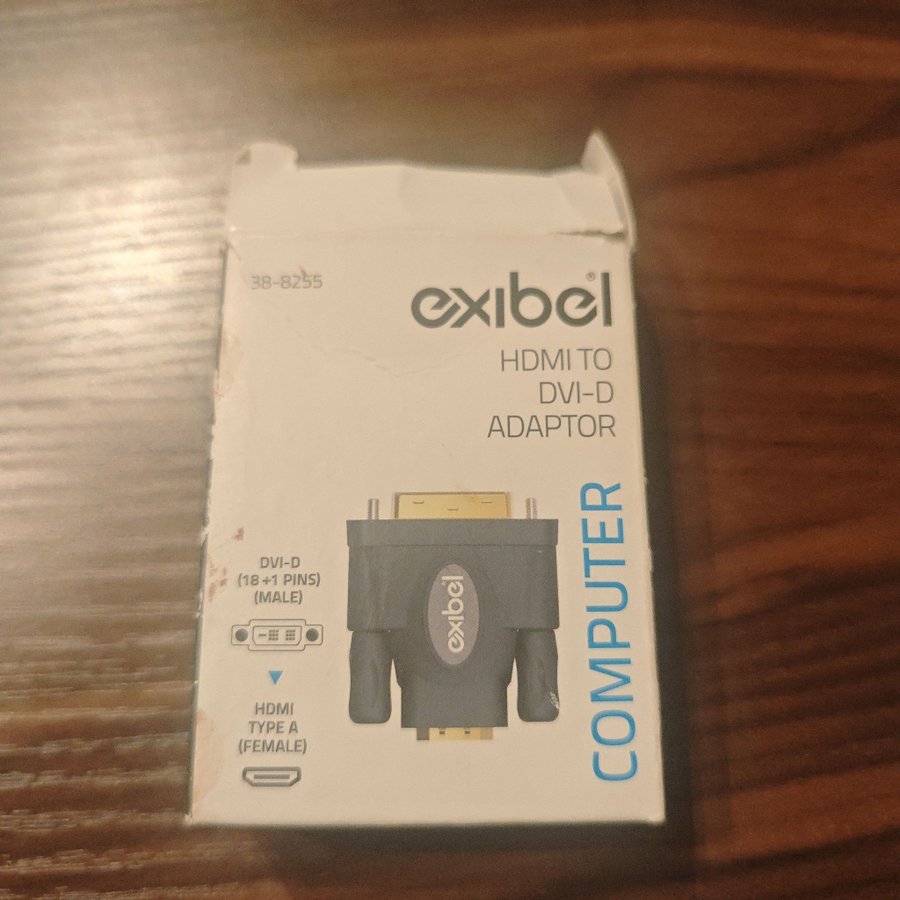 38-8255
exibel®
HDMI TO
DVI-D
ADAPTOR
COMPUTER
exibel
DVI-D
(18+1 PINS)
(MALE)
HDMI
TYPE A
(FEMALE)